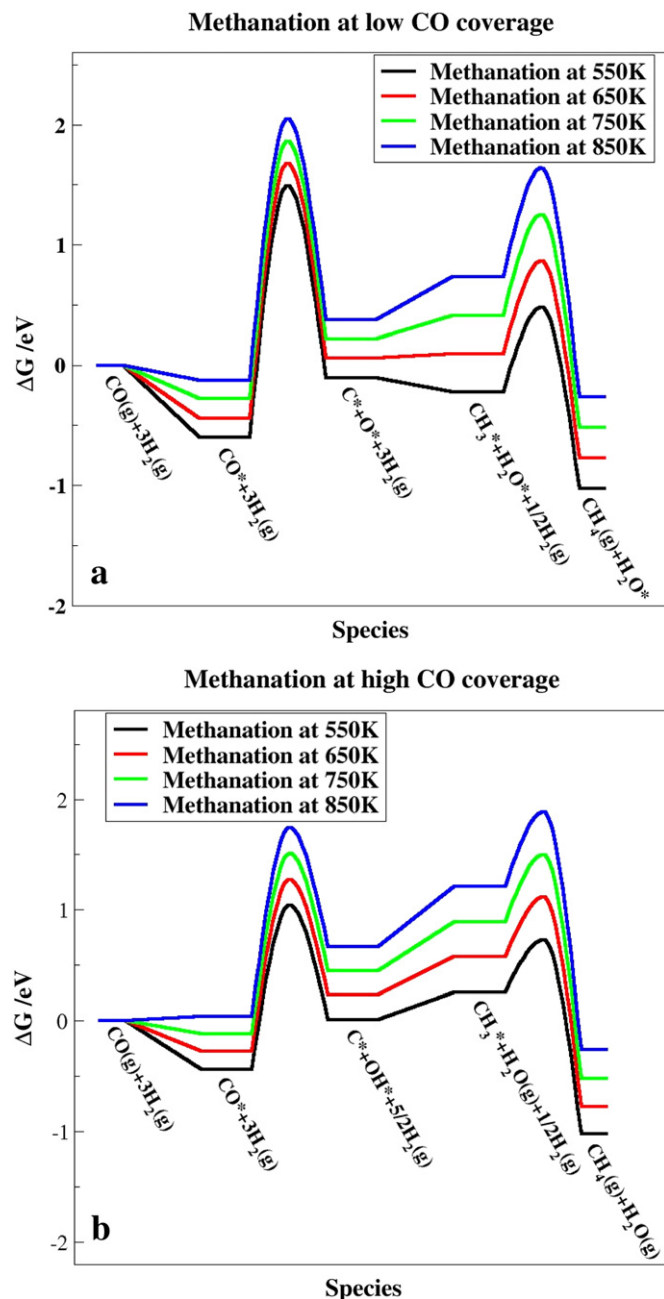 Methanation at low CO coverage
Methanation at 550K
Methanation at 650K
Methanation at 750K
Methanation at 850K
2
1
0
-1
-2
ΔG /eV
CO(g)+3H₂(g)
CO*+3H₂(g)
C*+O*+3H₂(g)
CH₃*+H₂O*+1/2H₂(g)
CH₄(g)+H₂O*
a
Species
Methanation at high CO coverage
Methanation at 550K
Methanation at 650K
Methanation at 750K
Methanation at 850K
2
1
0
-1
-2
ΔG /eV
CO(g)+3H₂(g)
CO*+3H₂(g)
C*+OH*+5/2H₂(g)
CH₃*+H₂O(g)+1/2H₂(g)
CH₄(g)+H₂O(g)
b
Species